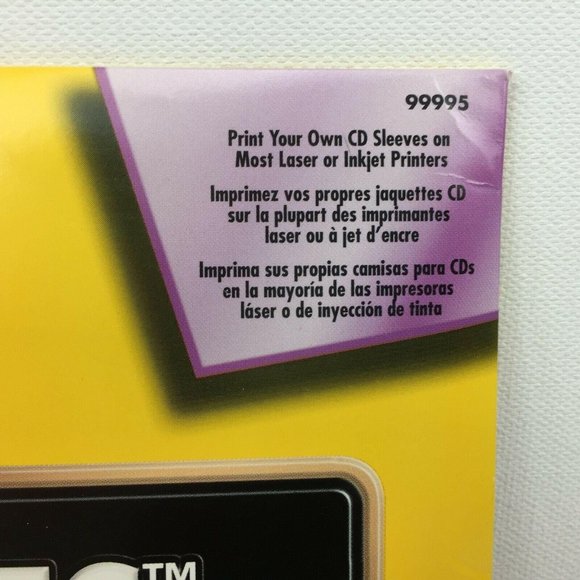 99995
Print Your Own CD Sleeves on
Most Laser or Inkjet Printers
Imprimez vos propres jaquettes CD
sur la plupart des imprimantes
laser ou à jet d'encre
Imprima sus propias camisas para CDs
en la mayoría de las impresoras
láser o de inyección de tinta
TM